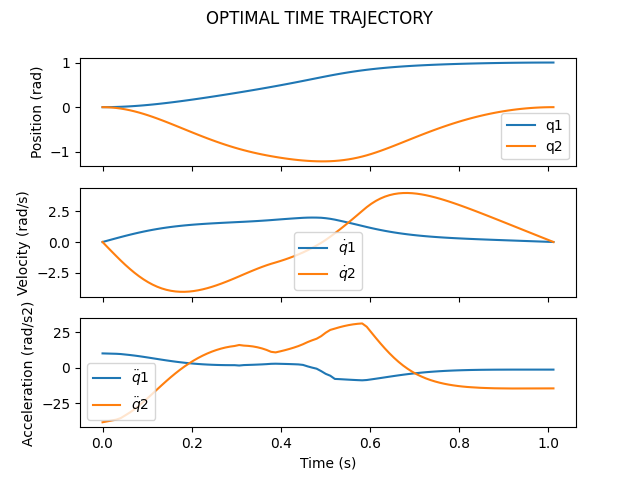 OPTIMAL TIME TRAJECTORY
Position (rad)
1
0
−1
q1
q2
Velocity (rad/s)
2.5
0.0
−2.5
q̇1
q̇2
Acceleration (rad/s2)
25
0
−25
q̈1
q̈2
0.0 0.2 0.4 0.6 0.8 1.0
Time (s)